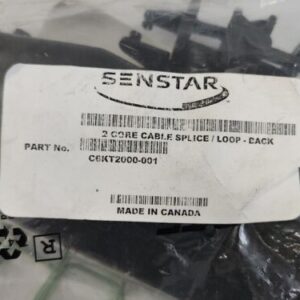 SENSTAR
2 CORE CABLE SPLICE / LOOP - BACK
PART No.
C6KT2000-001
MADE IN CANADA
R